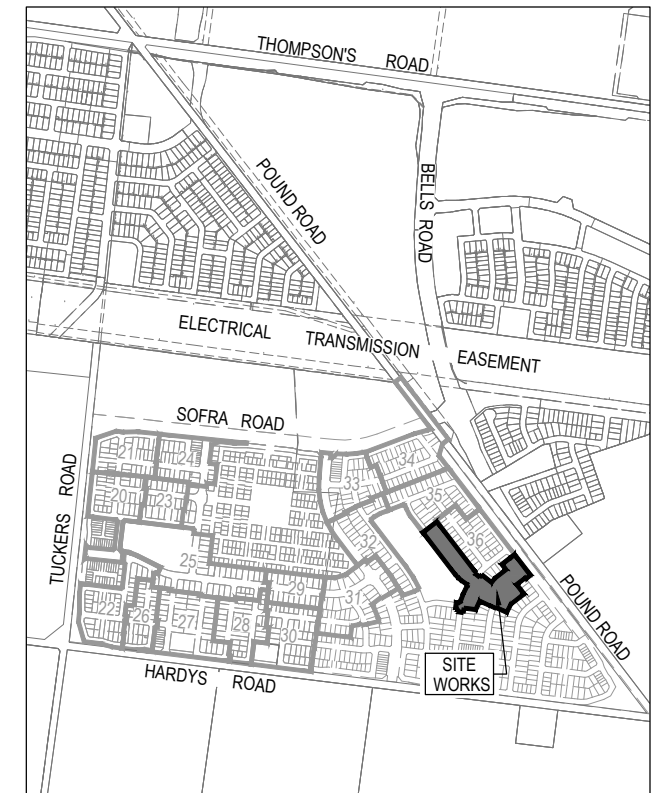 THOMPSON'S ROAD
POUND ROAD
BELLS ROAD
ELECTRICAL TRANSMISSION EASEMENT
SOFRA ROAD
TUCKERS ROAD
21
24
34
33
20
23
35
36
32
25
29
31
22
26
27
28
30
POUND ROAD
SITE
WORKS
HARDYS ROAD